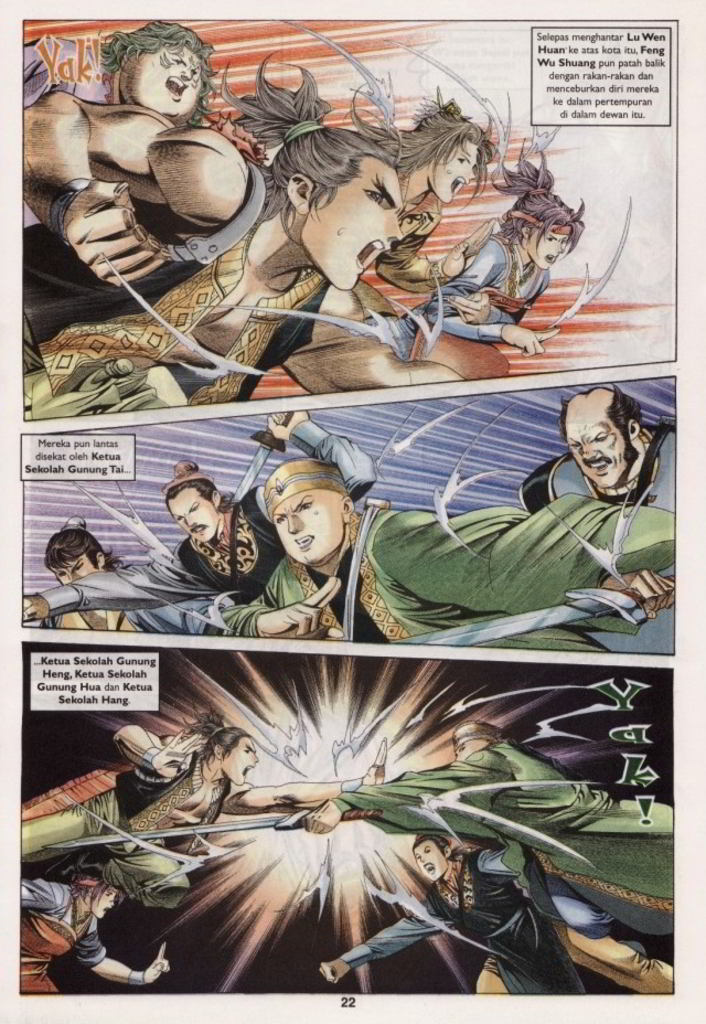 Yak!
Selepas menghantar Lu Wen
Huan ke atas kota itu, Feng
Wu Shuang pun patah balik
dengan rakan-rakan dan
menceburkan diri mereka
ke dalam pertempuran
di dalam dewan itu.
Mereka pun lantas
disekat oleh Ketua
Sekolah Gunung Tai...
...Ketua Sekolah Gunung
Heng, Ketua Sekolah
Gunung Hua dan Ketua
Sekolah Hang.
Yak!
22